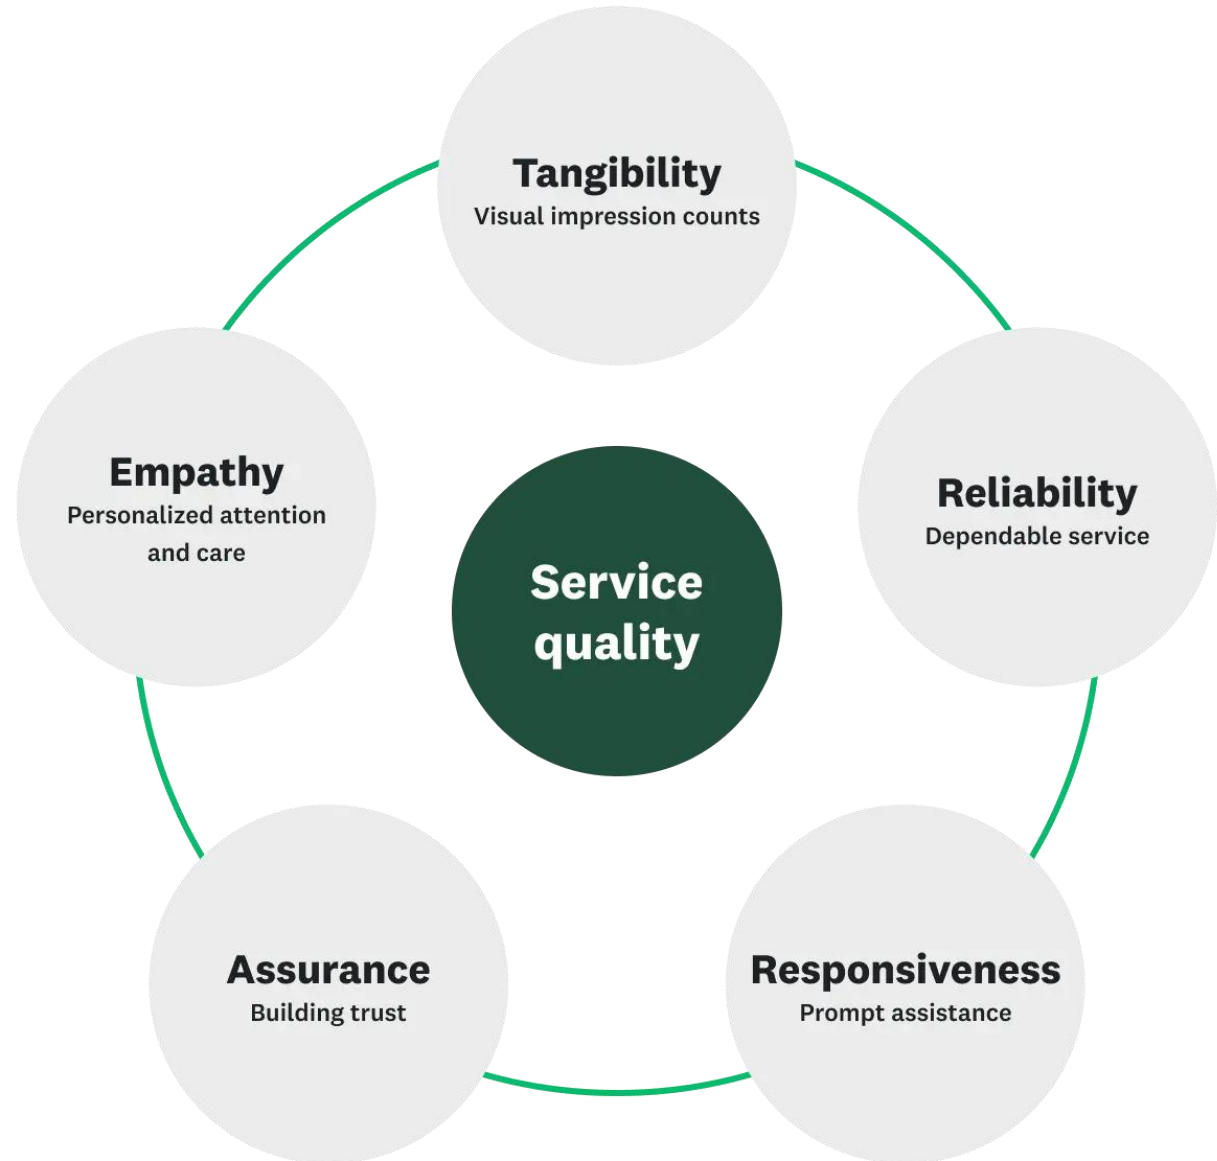 Tangibility
Visual impression counts
Empathy
Personalized attention
and care
Reliability
Dependable service
Service
quality
Assurance
Building trust
Responsiveness
Prompt assistance